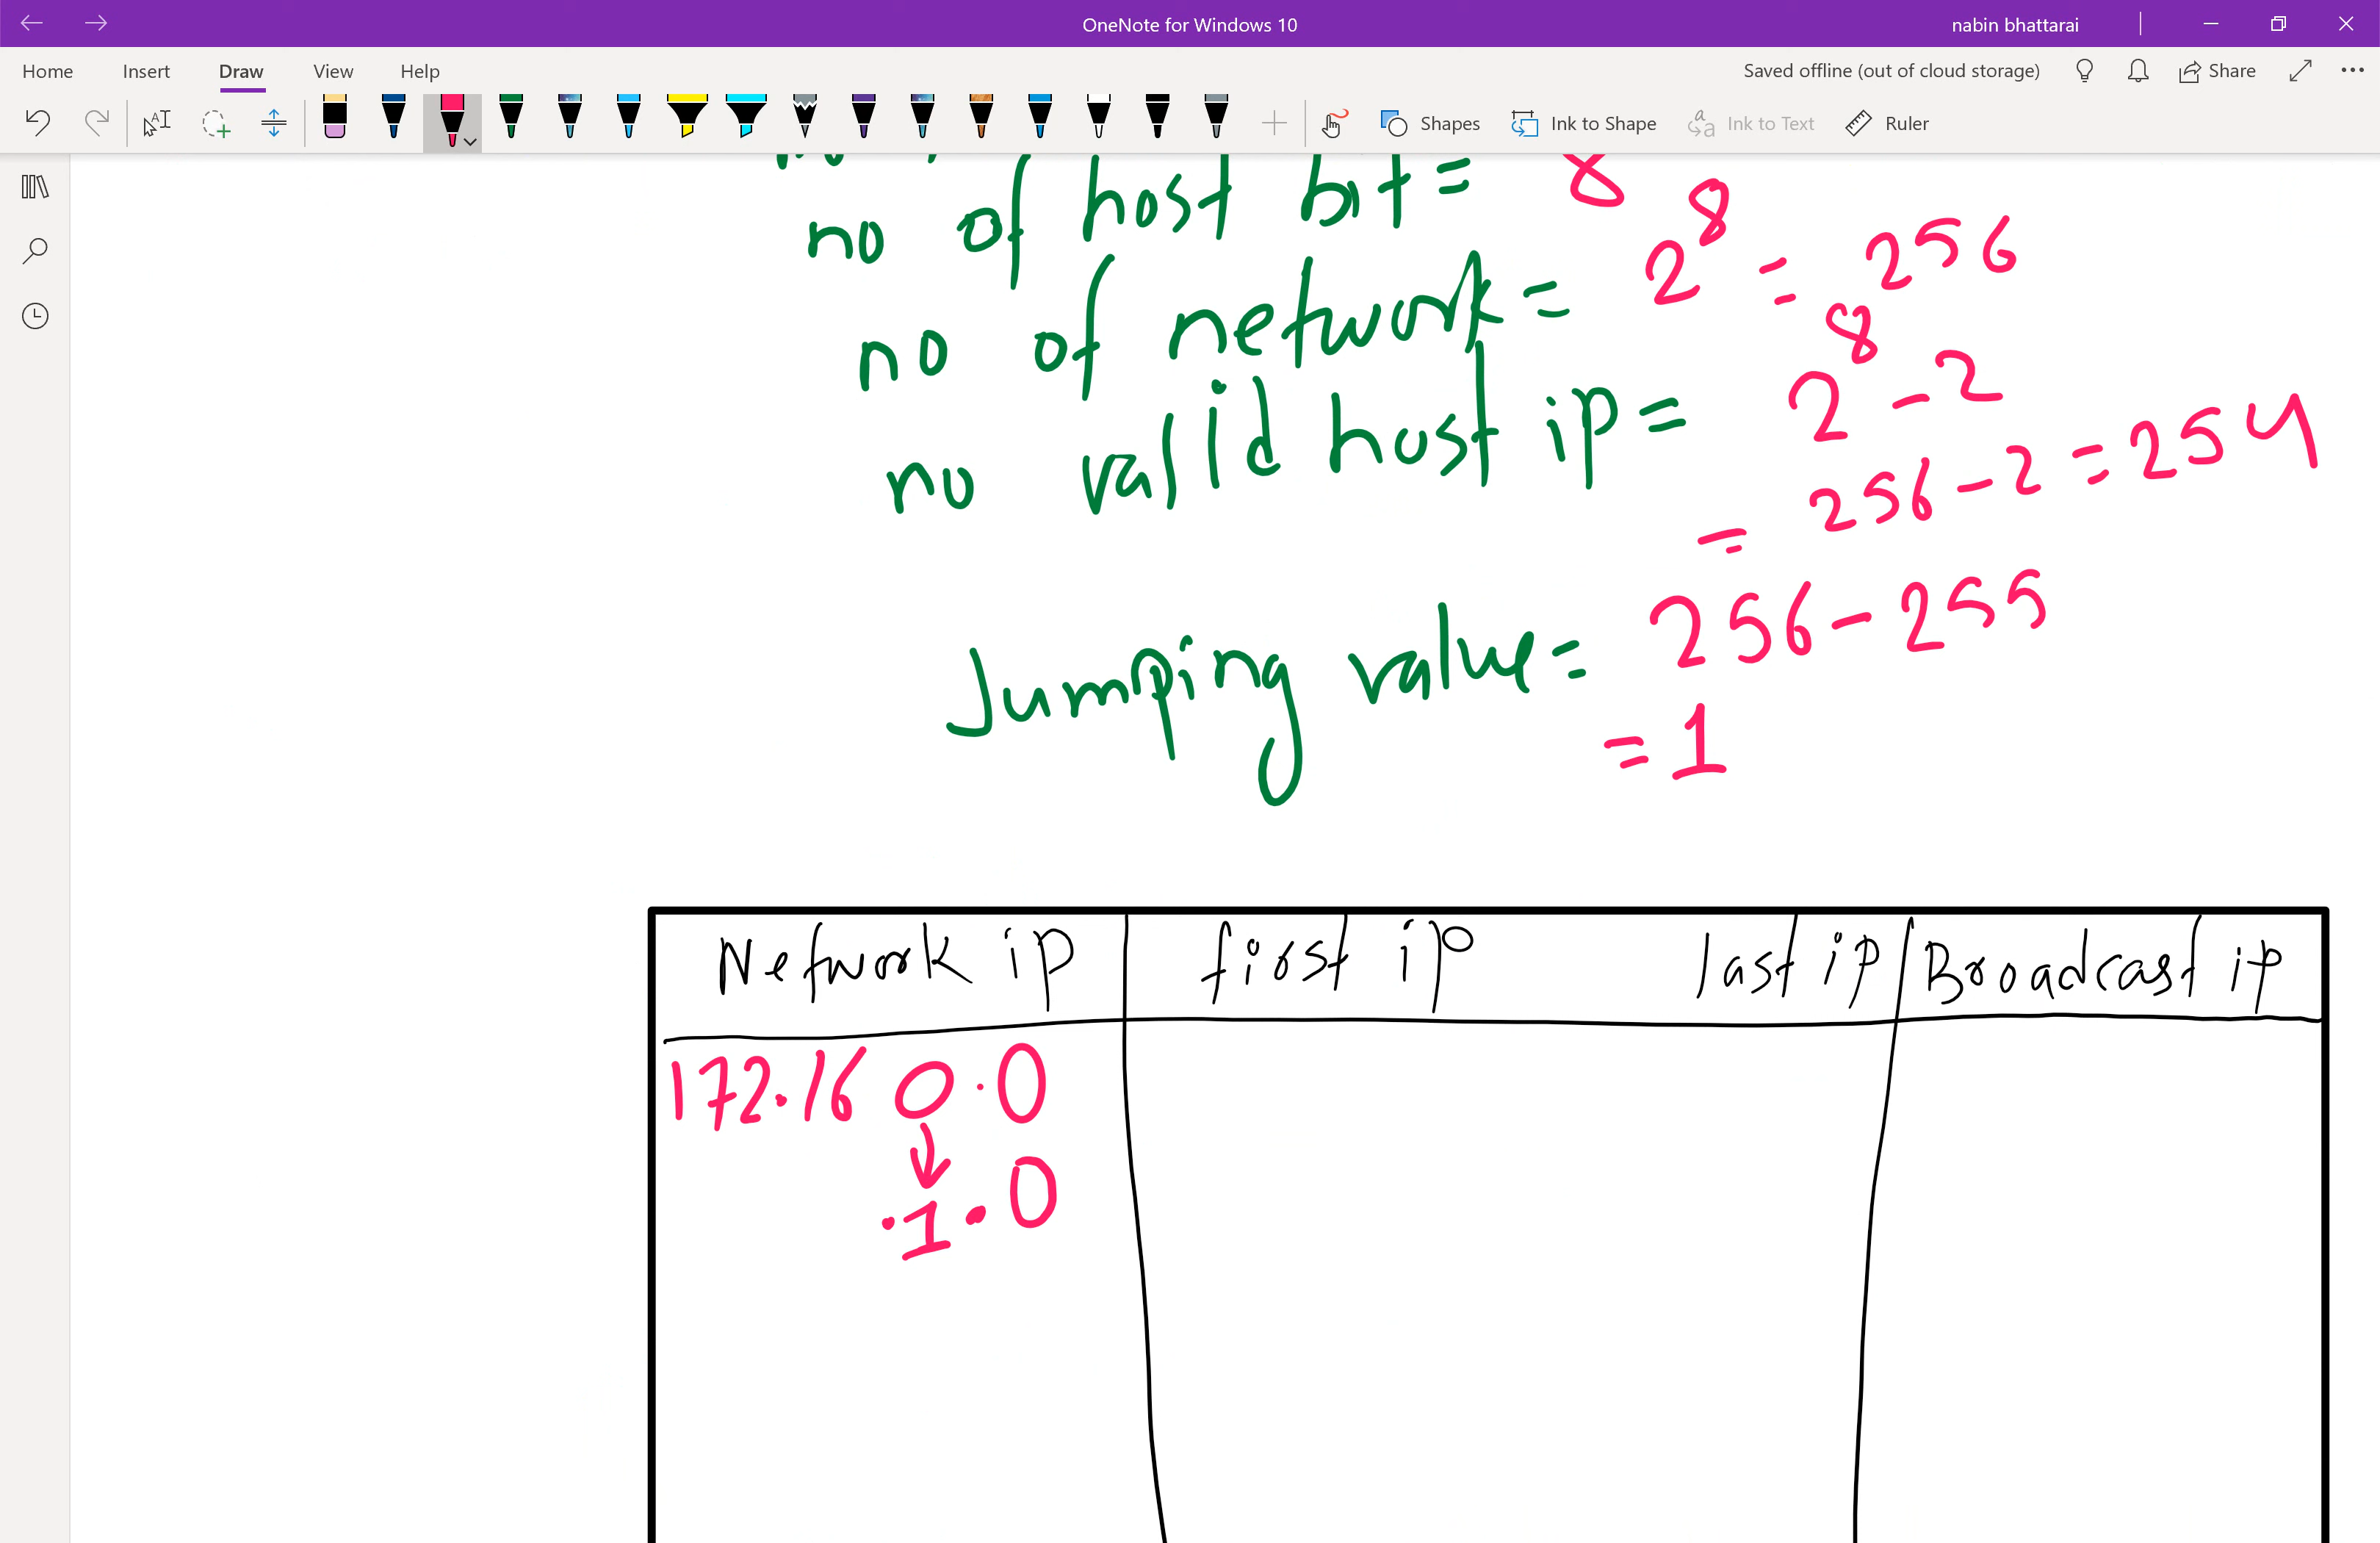 OneNote for Windows 10
nabin bhattarai
Home Insert Draw View Help
Saved offline (out of cloud storage) Share
Shapes Ink to Shape Ink to Text Ruler
no of host bit = 8
no of network = 2^8 = 256
no valid host ip = 2^8 - 2
= 256 - 2 = 254
Jumping value = 256 - 255
= 1
Network ip first ip last ip Broadcast ip
172.16 0.0
.1.0